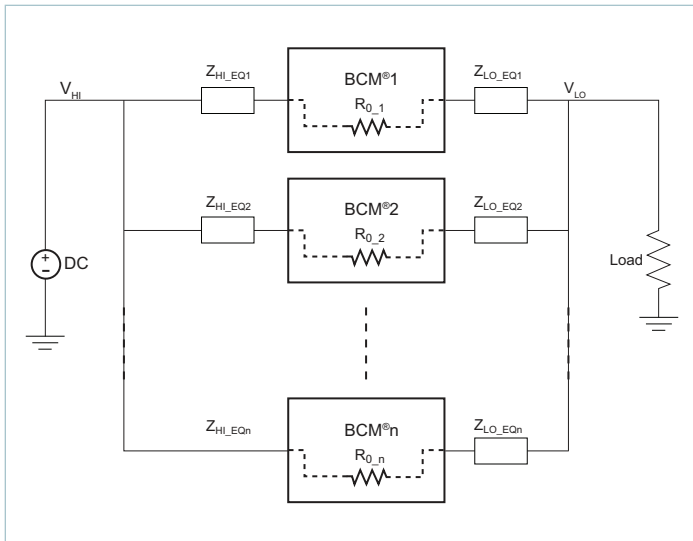 Z_HI_EQ1
BCM®1
Z_LO_EQ1
V_HI
R_0_1
V_LO
Z_HI_EQ2
BCM®2
Z_LO_EQ2
R_0_2
+
DC
Load
Z_HI_EQn
BCM®n
Z_LO_EQn
R_0_n